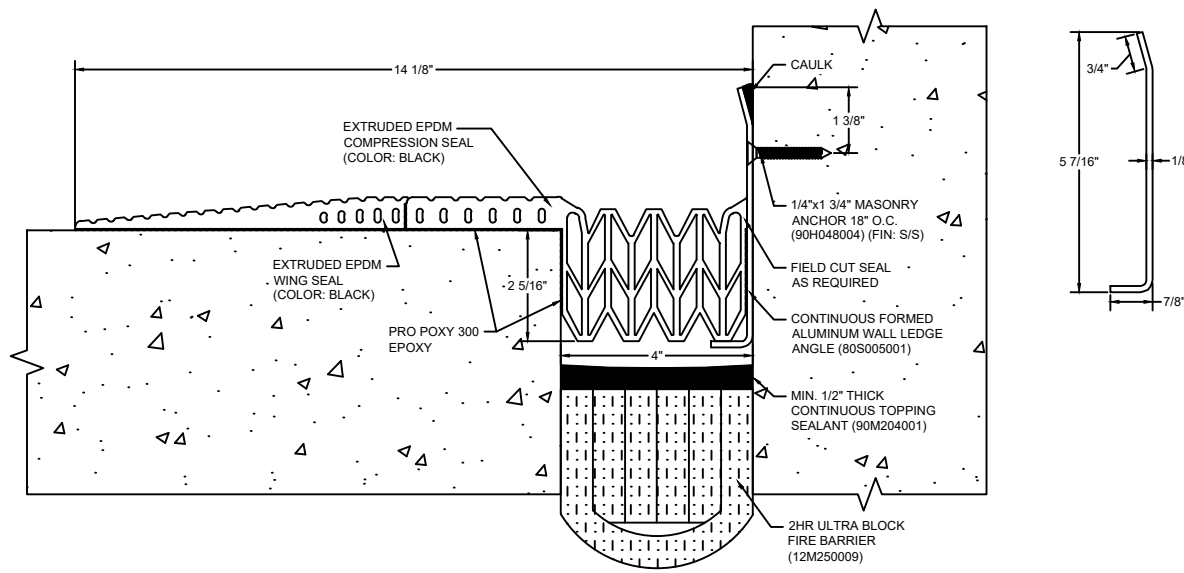 14 1/8"
CAULK
1 3/8"
3/4"
EXTRUDED EPDM
COMPRESSION SEAL
(COLOR: BLACK)
5 7/16"
1/8
1/4"x1 3/4" MASONRY
ANCHOR 18" O.C.
(90H048004) (FIN: S/S)
EXTRUDED EPDM
WING SEAL
(COLOR: BLACK)
2 5/16"
FIELD CUT SEAL
AS REQUIRED
7/8"
PRO POXY 300
EPOXY
CONTINUOUS FORMED
ALUMINUM WALL LEDGE
ANGLE (80S005001)
4"
MIN. 1/2" THICK
CONTINUOUS TOPPING
SEALANT (90M204001)
2HR ULTRA BLOCK
FIRE BARRIER
(12M250009)